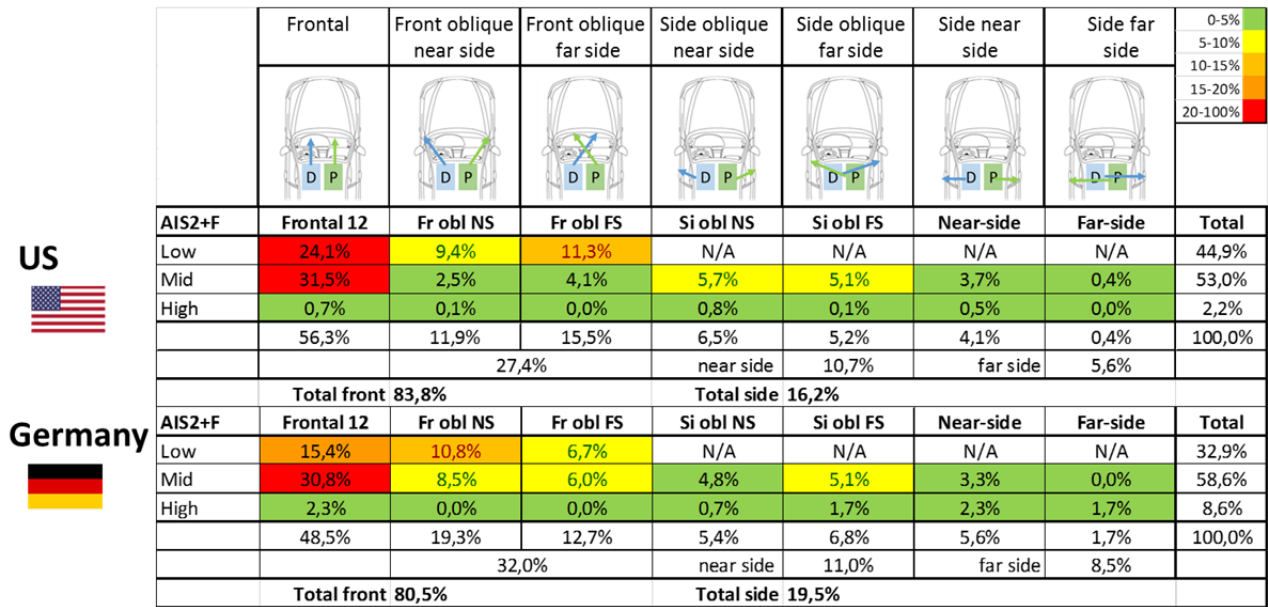 Frontal Front oblique near side Front oblique far side Side oblique near side Side oblique far side Side near side Side far side
0-5%
5-10%
10-15%
15-20%
20-100%
D P D P D P D P D P D P D P
US
AIS2+F Frontal 12 Fr obl NS Fr obl FS Si obl NS Si obl FS Near-side Far-side Total
Low 24,1% 9,4% 11,3% N/A N/A N/A N/A 44,9%
Mid 31,5% 2,5% 4,1% 5,7% 5,1% 3,7% 0,4% 53,0%
High 0,7% 0,1% 0,0% 0,8% 0,1% 0,5% 0,0% 2,2%
56,3% 11,9% 15,5% 6,5% 5,2% 4,1% 0,4% 100,0%
27,4% near side 10,7% far side 5,6%
Total front 83,8% Total side 16,2%
Germany
AIS2+F Frontal 12 Fr obl NS Fr obl FS Si obl NS Si obl FS Near-side Far-side Total
Low 15,4% 10,8% 6,7% N/A N/A N/A N/A 32,9%
Mid 30,8% 8,5% 6,0% 4,8% 5,1% 3,3% 0,0% 58,6%
High 2,3% 0,0% 0,0% 0,7% 1,7% 2,3% 1,7% 8,6%
48,5% 19,3% 12,7% 5,4% 6,8% 5,6% 1,7% 100,0%
32,0% near side 11,0% far side 8,5%
Total front 80,5% Total side 19,5%